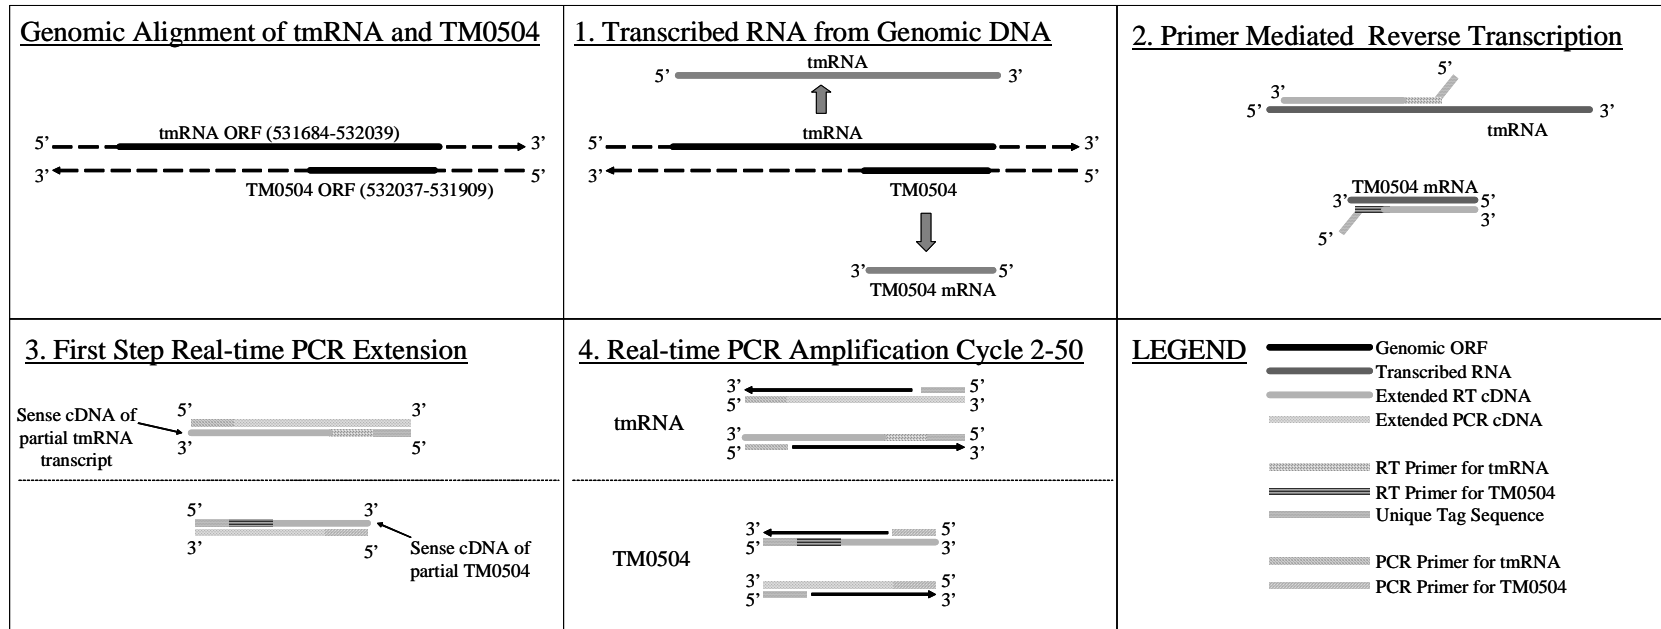 Genomic Alignment of tmRNA and TM0504
5’
tmRNA ORF (531684-532039)
3’
3’
TM0504 ORF (532037-531909)
5’
1. Transcribed RNA from Genomic DNA
tmRNA
5’
3’
5’
tmRNA
3’
3’
TM0504
5’
3’
5’
TM0504 mRNA
2. Primer Mediated Reverse Transcription
5’
3’
5’
3’
tmRNA
TM0504 mRNA
3’
5’
3’
5’
3. First Step Real-time PCR Extension
5’
3’
Sense cDNA of
partial tmRNA
transcript
3’
5’
5’
3’
3’
5’
Sense cDNA of
partial TM0504
4. Real-time PCR Amplification Cycle 2-50
3’
5’
5’
3’
tmRNA
3’
5’
5’
3’
3’
5’
5’
3’
TM0504
3’
5’
5’
3’
LEGEND
Genomic ORF
Transcribed RNA
Extended RT cDNA
Extended PCR cDNA
RT Primer for tmRNA
RT Primer for TM0504
Unique Tag Sequence
PCR Primer for tmRNA
PCR Primer for TM0504